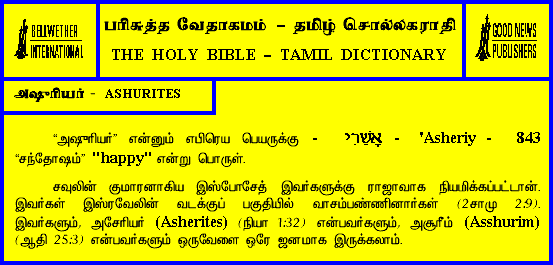 BELLWETHER
INTERNATIONAL
பரிசுத்த வேதாகமம் – தமிழ் சொல்லகராதி
THE HOLY BIBLE – TAMIL DICTIONARY
GOOD NEWS
PUBLISHERS
அஷுரியர் - ASHURITES
“அஷுரியர்” என்னும் எபிரெய பெயருக்கு - אֲשֵׁרִי - 'Asheriy - 843
“சந்தோஷம்” "happy" என்று பொருள்.
சவுலின் குமாரனாகிய இஸ்போசேத் இவர்களுக்கு ராஜாவாக நியமிக்கப்பட்டான்.
இவர்கள் இஸ்ரவேலின் வடக்குப் பகுதியில் வாசம்பண்ணினார்கள் (2சாமு 2:9).
இவர்களும், அசேரியர் (Asherites) (நியா 1:32) என்பவர்களும், அசூரீம் (Asshurim)
(ஆதி 25:3) என்பவர்களும் ஒருவேளை ஒரே ஜனமாக இருக்கலாம்.